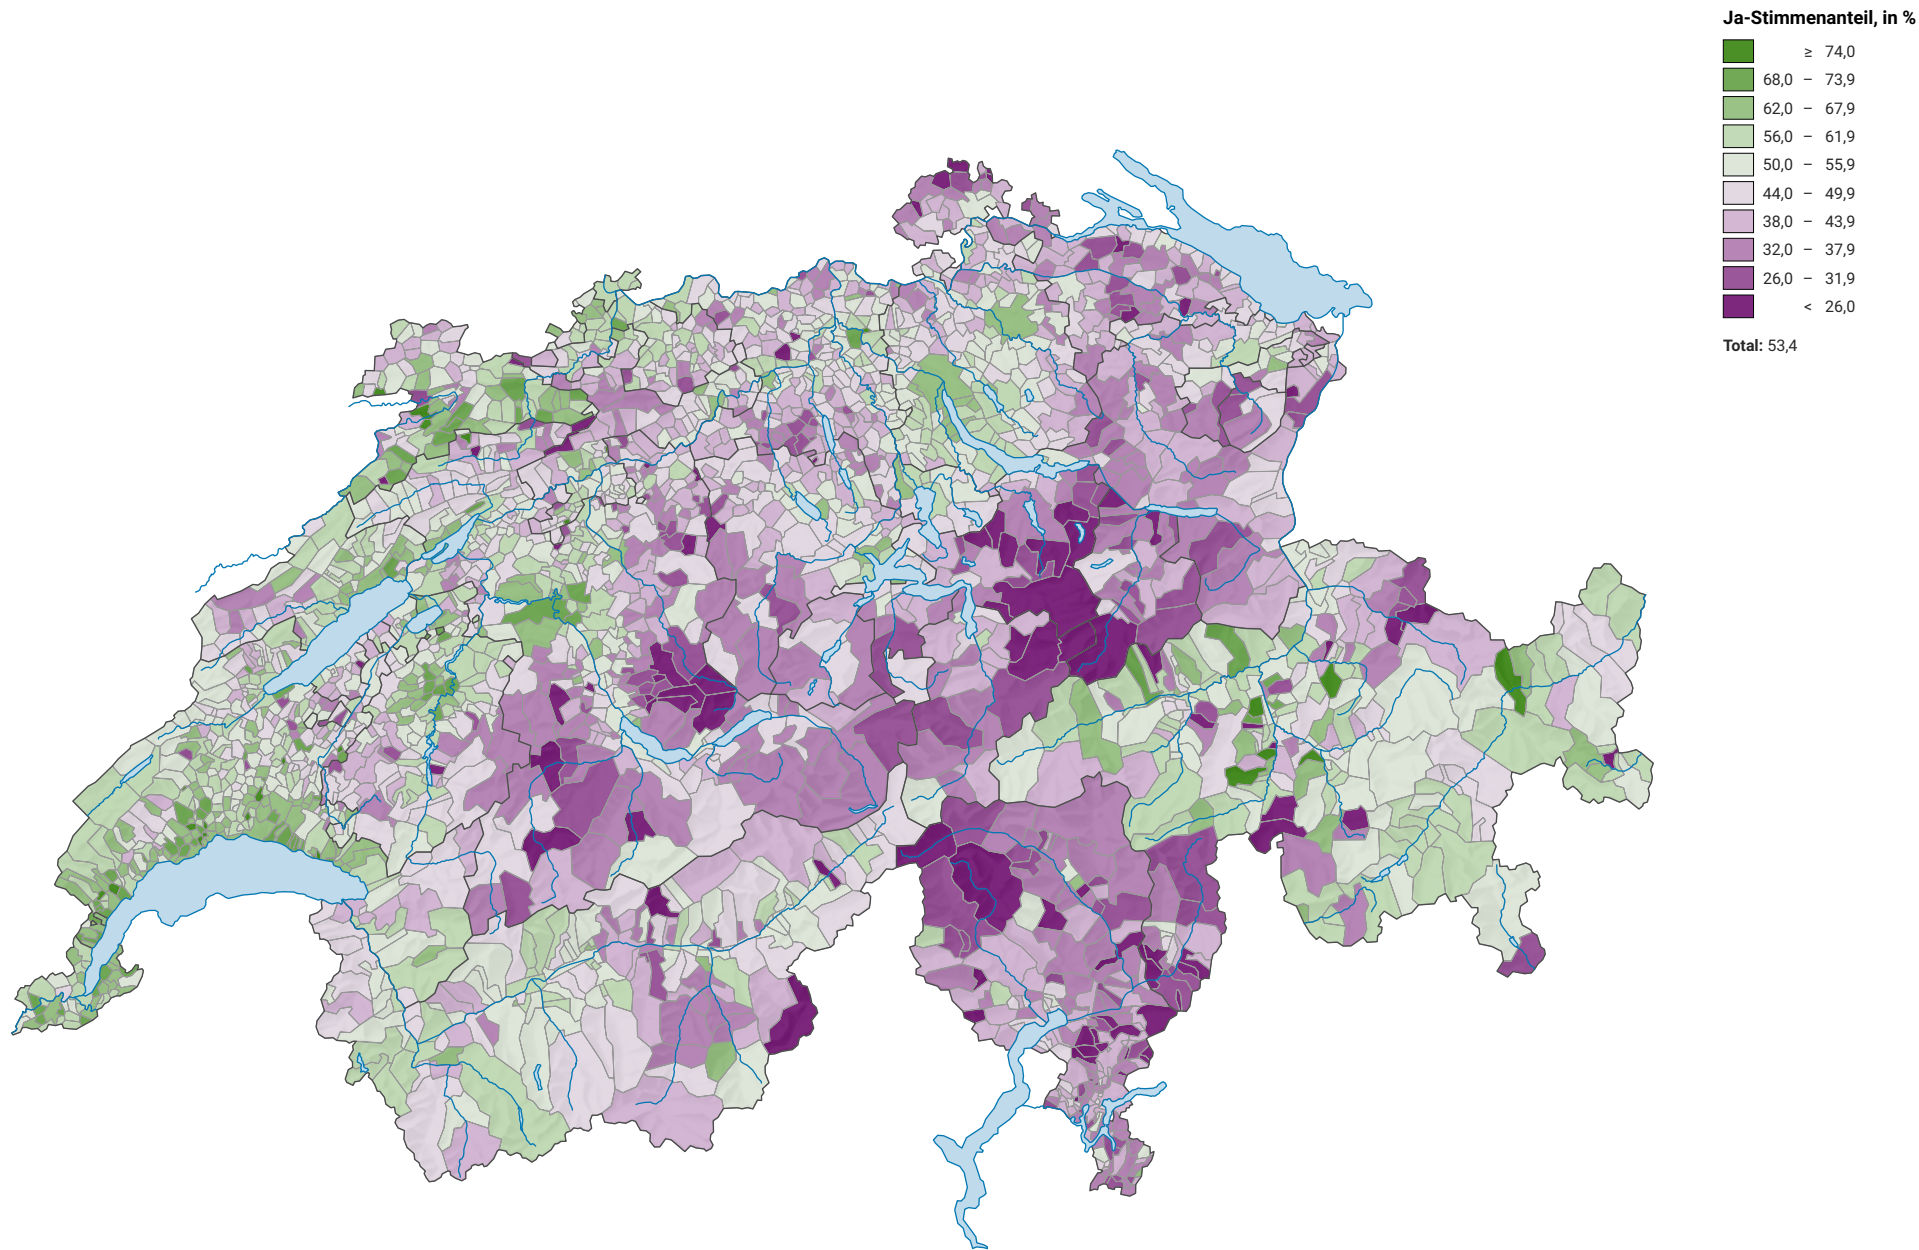 Ja-Stimmenanteil, in %
≥ 74,0
68,0 – 73,9
62,0 – 67,9
56,0 – 61,9
50,0 – 55,9
44,0 – 49,9
38,0 – 43,9
32,0 – 37,9
26,0 – 31,9
< 26,0
Total: 53,4